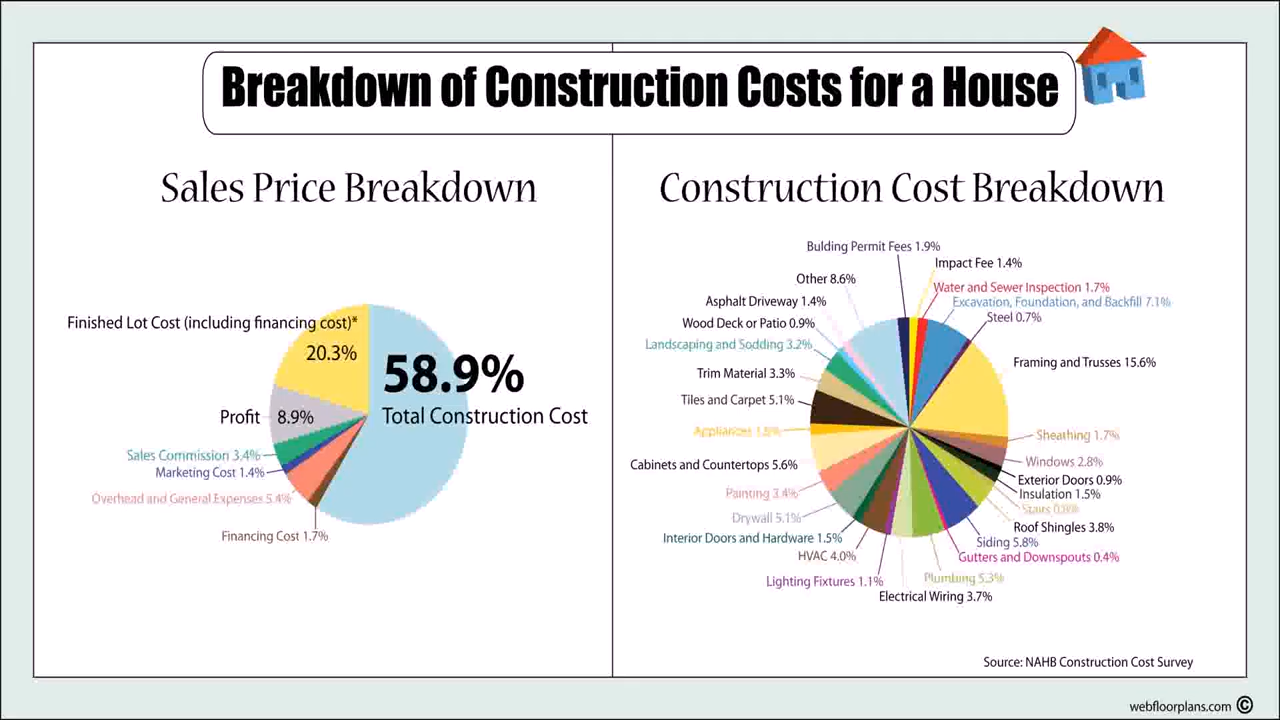 Breakdown of Construction Costs for a House
Sales Price Breakdown
Finished Lot Cost (including financing cost)*
20.3%
58.9%
Total Construction Cost
Profit 8.9%
Sales Commission 3.4%
Marketing Cost 1.4%
Overhead and General Expenses 5.4%
Financing Cost 1.7%
Construction Cost Breakdown
Bulding Permit Fees 1.9%
Impact Fee 1.4%
Water and Sewer Inspection 1.7%
Excavation, Foundation, and Backfill 7.1%
Steel 0.7%
Framing and Trusses 15.6%
Sheathing 1.7%
Windows 2.8%
Exterior Doors 0.9%
Insulation 1.5%
Stairs
Roof Shingles 3.8%
Siding 5.8%
Gutters and Downspouts 0.4%
Plumbing 5.3%
Electrical Wiring 3.7%
Lighting Fixtures 1.1%
HVAC 4.0%
Interior Doors and Hardware 1.5%
Drywall 5.1%
Painting 3.4%
Cabinets and Countertops 5.6%
Appliances
Tiles and Carpet 5.1%
Trim Material 3.3%
Landscaping and Sodding 3.2%
Wood Deck or Patio 0.9%
Asphalt Driveway 1.4%
Other 8.6%
Source: NAHB Construction Cost Survey
webfloorplans.com ©